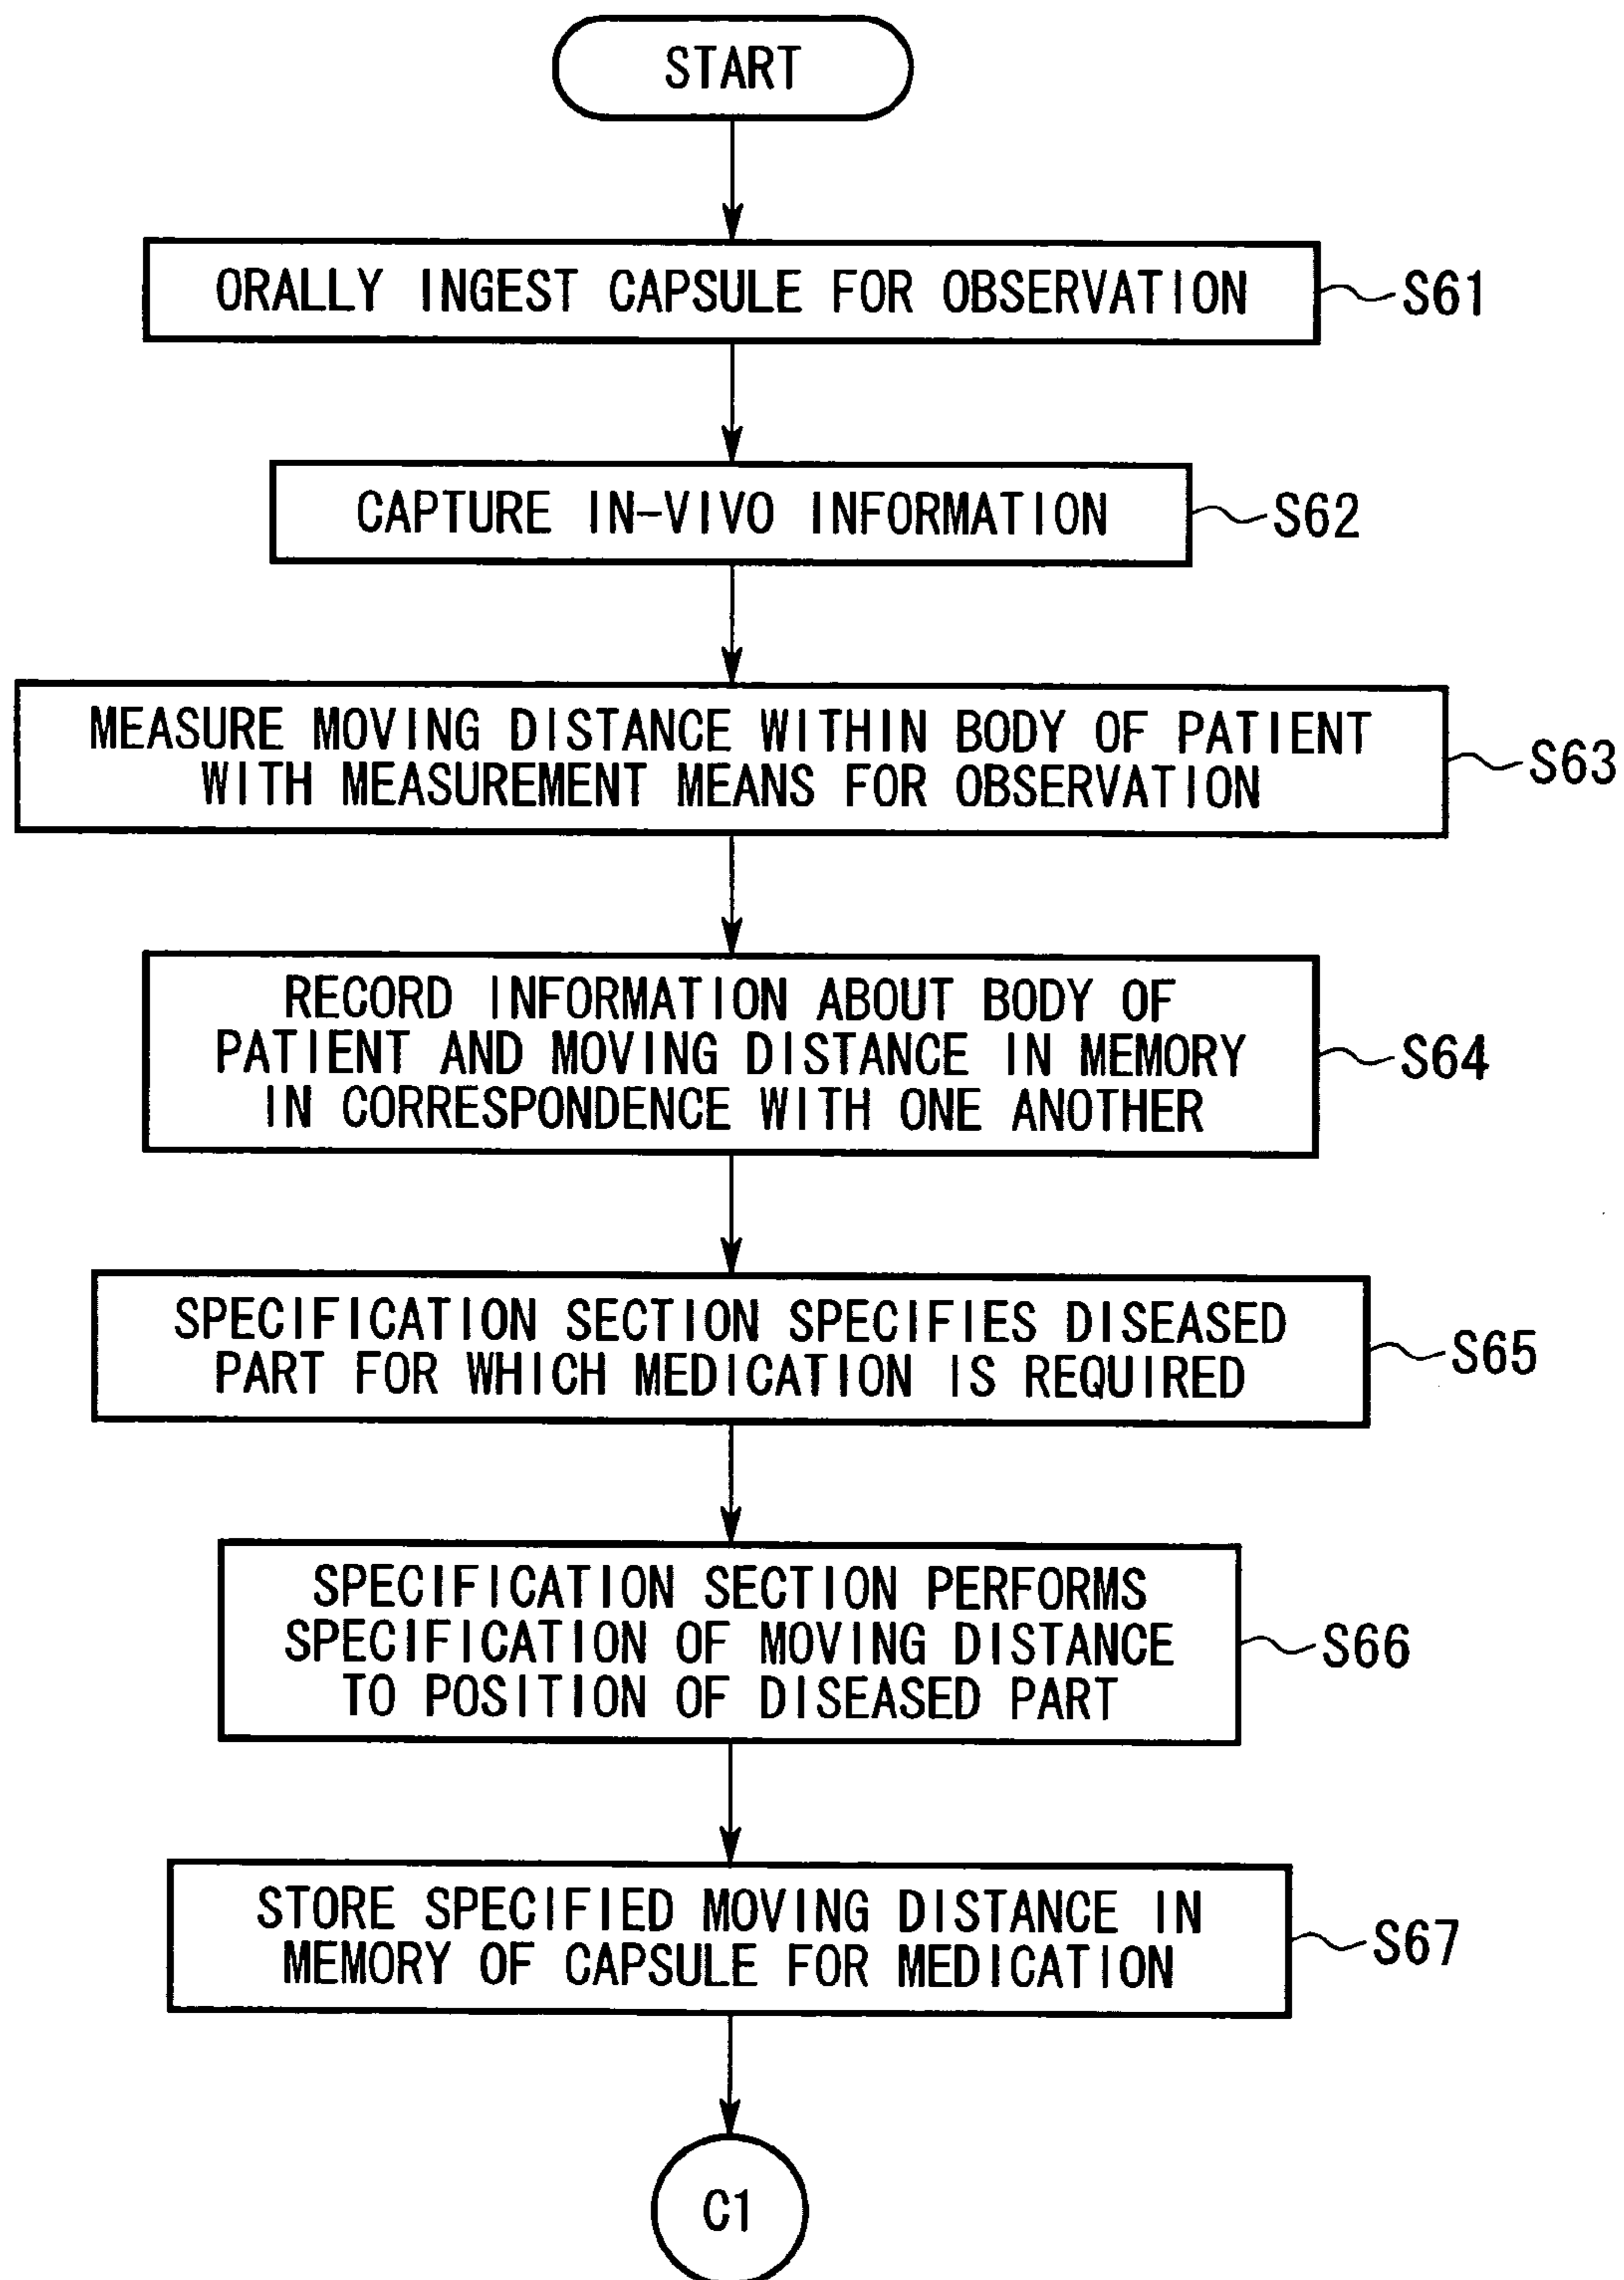 START
ORALLY INGEST CAPSULE FOR OBSERVATION
S61
CAPTURE IN-VIVO INFORMATION
S62
MEASURE MOVING DISTANCE WITHIN BODY OF PATIENT
WITH MEASUREMENT MEANS FOR OBSERVATION
S63
RECORD INFORMATION ABOUT BODY OF
PATIENT AND MOVING DISTANCE IN MEMORY
IN CORRESPONDENCE WITH ONE ANOTHER
S64
SPECIFICATION SECTION SPECIFIES DISEASED
PART FOR WHICH MEDICATION IS REQUIRED
S65
SPECIFICATION SECTION PERFORMS
SPECIFICATION OF MOVING DISTANCE
TO POSITION OF DISEASED PART
S66
STORE SPECIFIED MOVING DISTANCE IN
MEMORY OF CAPSULE FOR MEDICATION
S67
C1